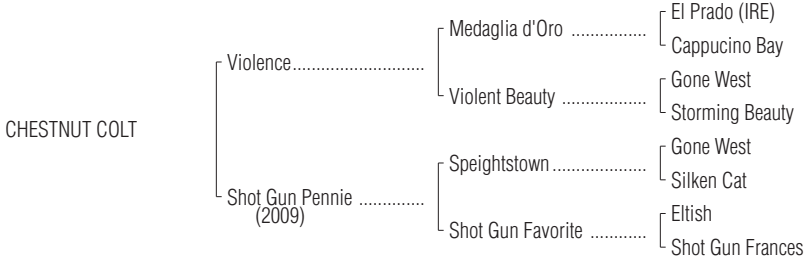 El Prado (IRE)
Medaglia d'Oro ................
Cappucino Bay
Violence............................
Gone West
Violent Beauty ..................
Storming Beauty
CHESTNUT COLT
Gone West
Speightstown....................
Silken Cat
Shot Gun Pennie ..............
(2009)
Eltish
Shot Gun Favorite ............
Shot Gun Frances